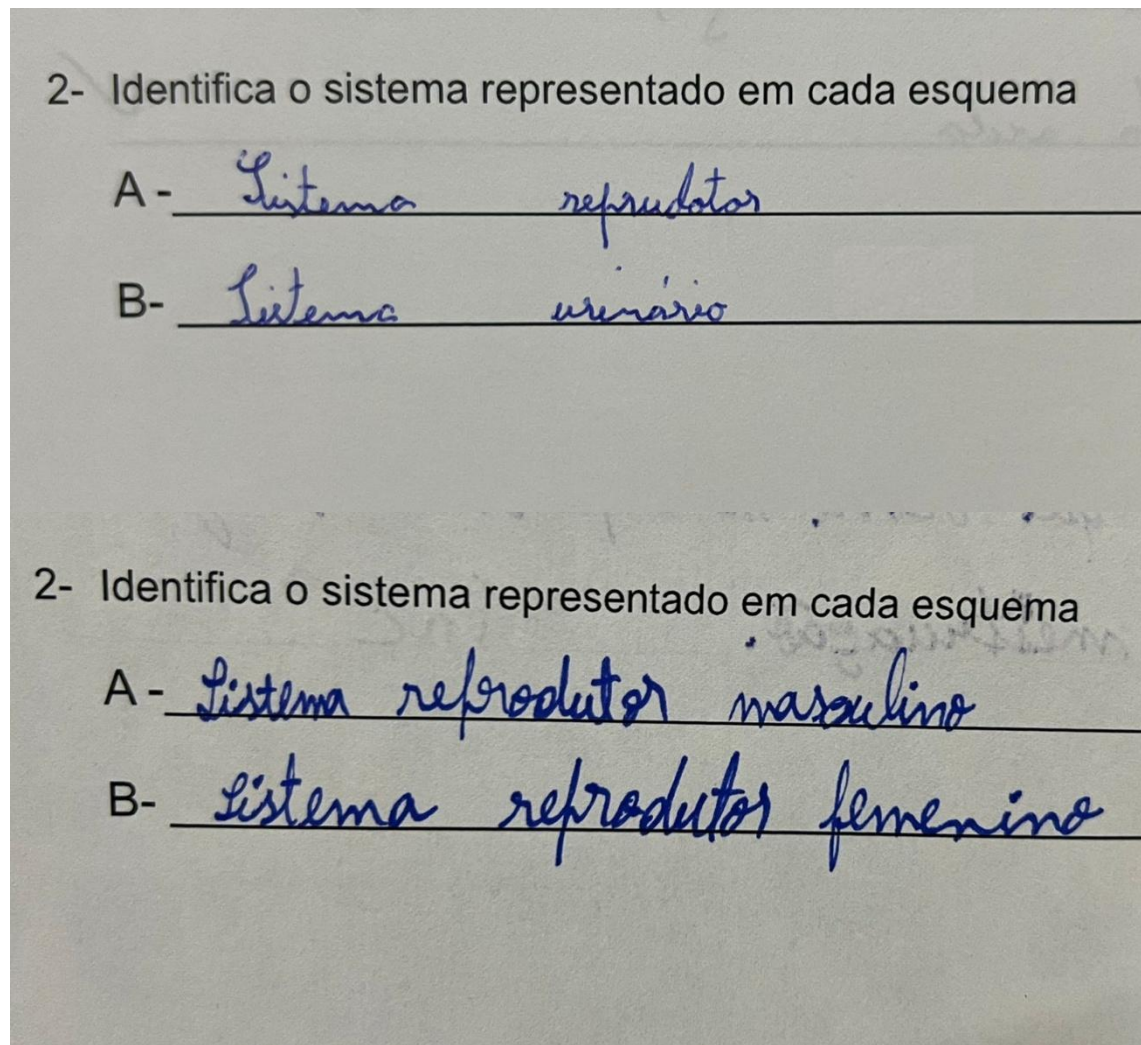 2- Identifica o sistema representado em cada esquema
A - Sistema reprudotor
B- Sistema urinário
2- Identifica o sistema representado em cada esquema
A - Sistema reprodutor masculino
B- sistema reprodutor femenino